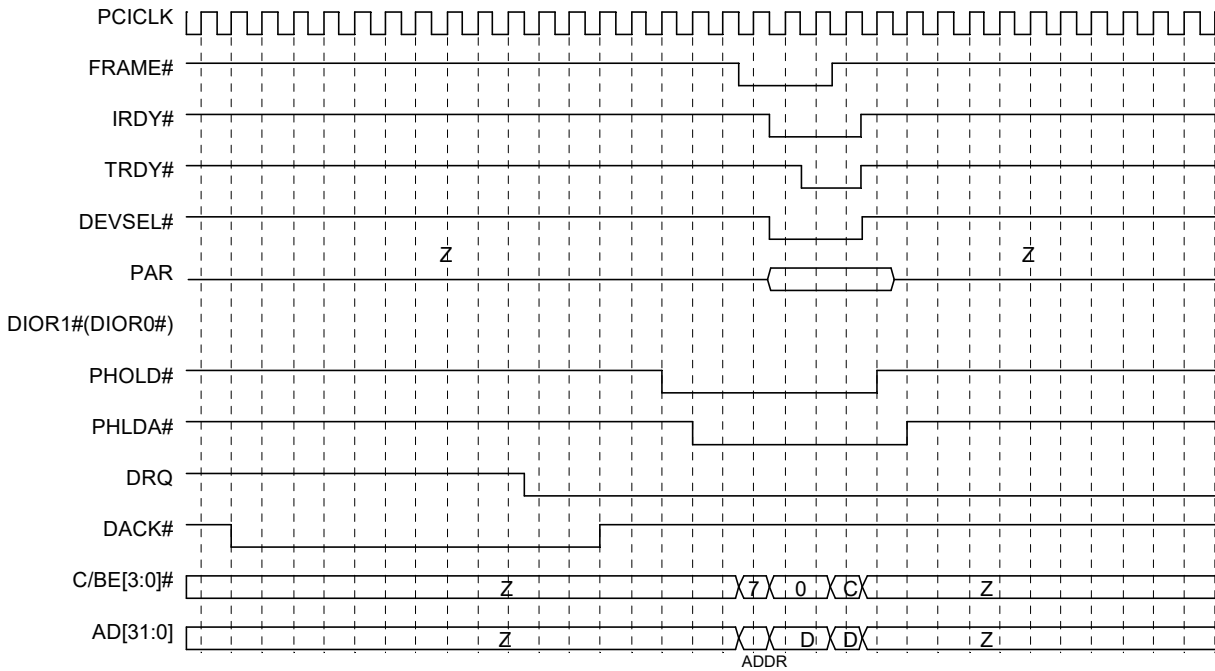 PCICLK
FRAME#
IRDY#
TRDY#
DEVSEL#
Z Z
PAR
DIOR1#(DIOR0#)
PHOLD#
PHLDA#
DRQ
DACK#
C/BE[3:0]# Z 7 0 C Z
AD[31:0] Z D D Z
ADDR